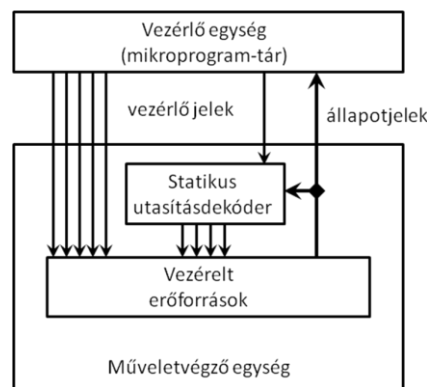 Vezérlő egység
(mikroprogram-tár)
vezérlő jelek
állapotjelek
Statikus
utasításdekóder
Vezérelt
erőforrások
Műveletvégző egység